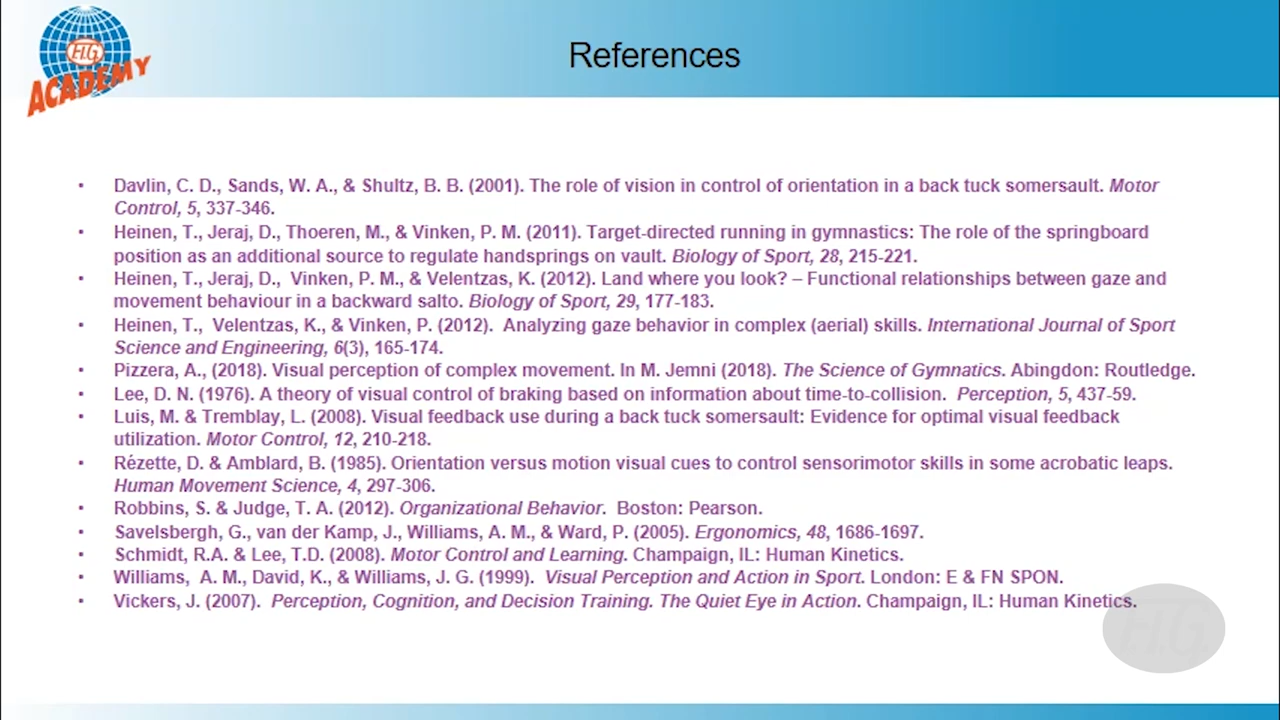 F.I.G.
ACADEMY
References
• Davlin, C. D., Sands, W. A., & Shultz, B. B. (2001). The role of vision in control of orientation in a back tuck somersault. Motor
Control, 5, 337-346.
• Heinen, T., Jeraj, D., Thoeren, M., & Vinken, P. M. (2011). Target-directed running in gymnastics: The role of the springboard
position as an additional source to regulate handsprings on vault. Biology of Sport, 28, 215-221.
• Heinen, T., Jeraj, D., Vinken, P. M., & Velentzas, K. (2012). Land where you look? – Functional relationships between gaze and
movement behaviour in a backward salto. Biology of Sport, 29, 177-183.
• Heinen, T., Velentzas, K., & Vinken, P. (2012). Analyzing gaze behavior in complex (aerial) skills. International Journal of Sport
Science and Engineering, 6(3), 165-174.
• Pizzera, A., (2018). Visual perception of complex movement. In M. Jemni (2018). The Science of Gymnatics. Abingdon: Routledge.
• Lee, D. N. (1976). A theory of visual control of braking based on information about time-to-collision. Perception, 5, 437-59.
• Luis, M. & Tremblay, L. (2008). Visual feedback use during a back tuck somersault: Evidence for optimal visual feedback
utilization. Motor Control, 12, 210-218.
• Rézette, D. & Amblard, B. (1985). Orientation versus motion visual cues to control sensorimotor skills in some acrobatic leaps.
Human Movement Science, 4, 297-306.
• Robbins, S. & Judge, T. A. (2012). Organizational Behavior. Boston: Pearson.
• Savelsbergh, G., van der Kamp, J., Williams, A. M., & Ward, P. (2005). Ergonomics, 48, 1686-1697.
• Schmidt, R.A. & Lee, T.D. (2008). Motor Control and Learning. Champaign, IL: Human Kinetics.
• Williams, A. M., David, K., & Williams, J. G. (1999). Visual Perception and Action in Sport. London: E & FN SPON.
• Vickers, J. (2007). Perception, Cognition, and Decision Training. The Quiet Eye in Action. Champaign, IL: Human Kinetics.
F.I.G.